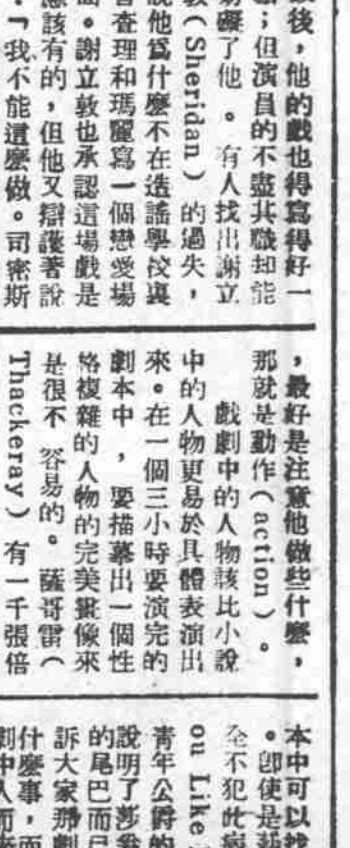 後，他的戲也得寫得好一
；但演員的不盡其職却能
礙了他。有人找出謝立
敦（Sheridan）的過失，
說他爲什麼不在造謠學校裏
查理和瑪麗寫一個戀愛場
。謝立敦也承認這場戲是
應該有的，但他又辯護著說
．「我不能這麼做。司密斯
，最好是注意他做些什麼，
那就是動作（action）。
戲劇中的人物該比小說
中的人物更易於具體表演出
來。在一個三小時要演完的
劇本中，要描摹出一個性
格複雜的人物的完美畫像來
是很不 容易的。薩哥雷（
Thackeray）有一千張倍
本中可以找
。卽使是
全不犯此病
ou Like
青年公爵的
說明了莎翁
的尾巴而已
訴大家那劇
什麼事，而
劇中人而